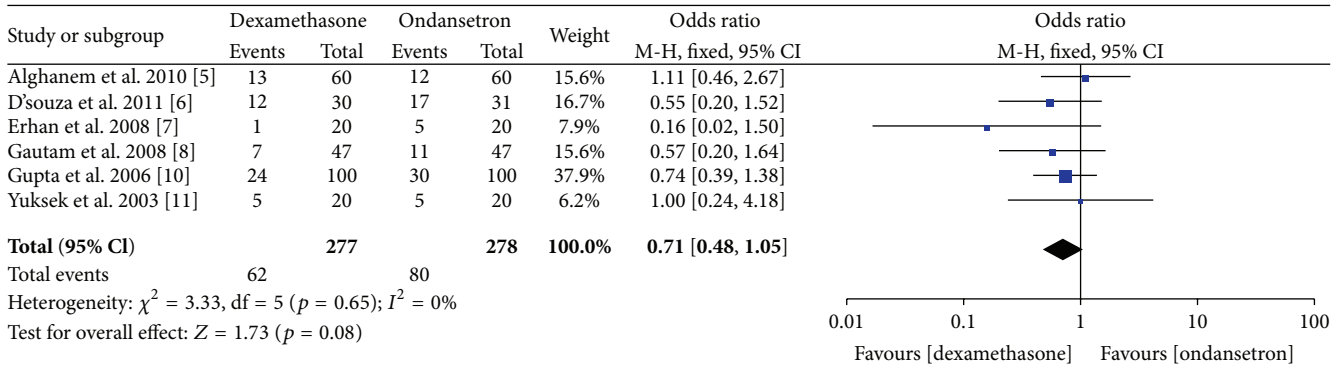 Study or subgroup Dexamethasone Ondansetron Weight Odds ratio Odds ratio
Events Total Events Total M-H, fixed, 95% CI M-H, fixed, 95% CI
Alghanem et al. 2010 [5] 13 60 12 60 15.6% 1.11 [0.46, 2.67]
D'souza et al. 2011 [6] 12 30 17 31 16.7% 0.55 [0.20, 1.52]
Erhan et al. 2008 [7] 1 20 5 20 7.9% 0.16 [0.02, 1.50]
Gautam et al. 2008 [8] 7 47 11 47 15.6% 0.57 [0.20, 1.64]
Gupta et al. 2006 [10] 24 100 30 100 37.9% 0.74 [0.39, 1.38]
Yuksek et al. 2003 [11] 5 20 5 20 6.2% 1.00 [0.24, 4.18]
Total (95% Cl) 277 278 100.0% 0.71 [0.48, 1.05]
Total events 62 80
Heterogeneity: χ² = 3.33, df = 5 (p = 0.65); I² = 0%
Test for overall effect: Z = 1.73 (p = 0.08)
0.01 0.1 1 10 100
Favours [dexamethasone] Favours [ondansetron]